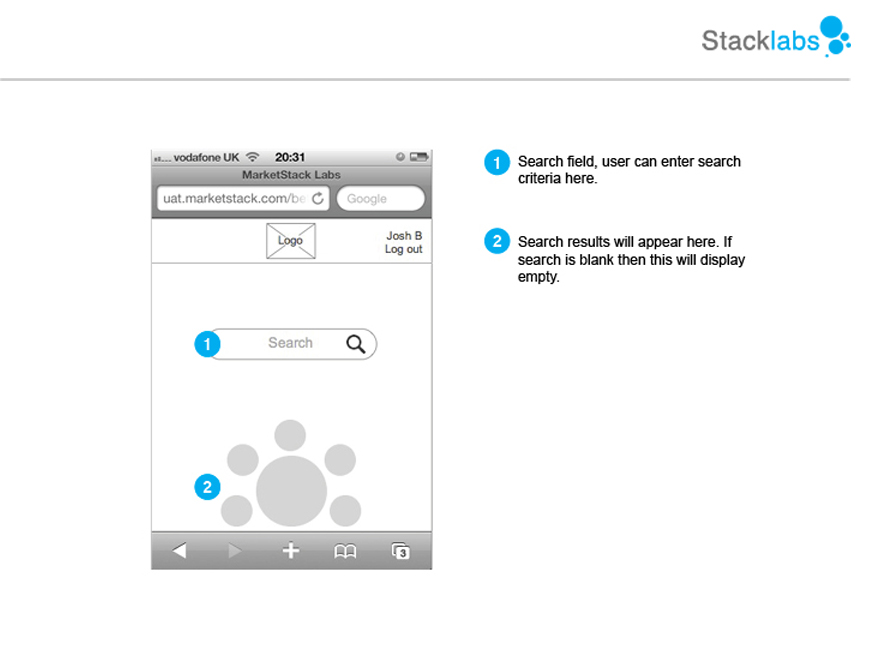 Stacklabs
vodafone UK 20:31
MarketStack Labs
uat.marketstack.com/be Google
Logo
Josh B
Log out
1 Search
2
3
1 Search field, user can enter search
criteria here.
2 Search results will appear here. If
search is blank then this will display
empty.